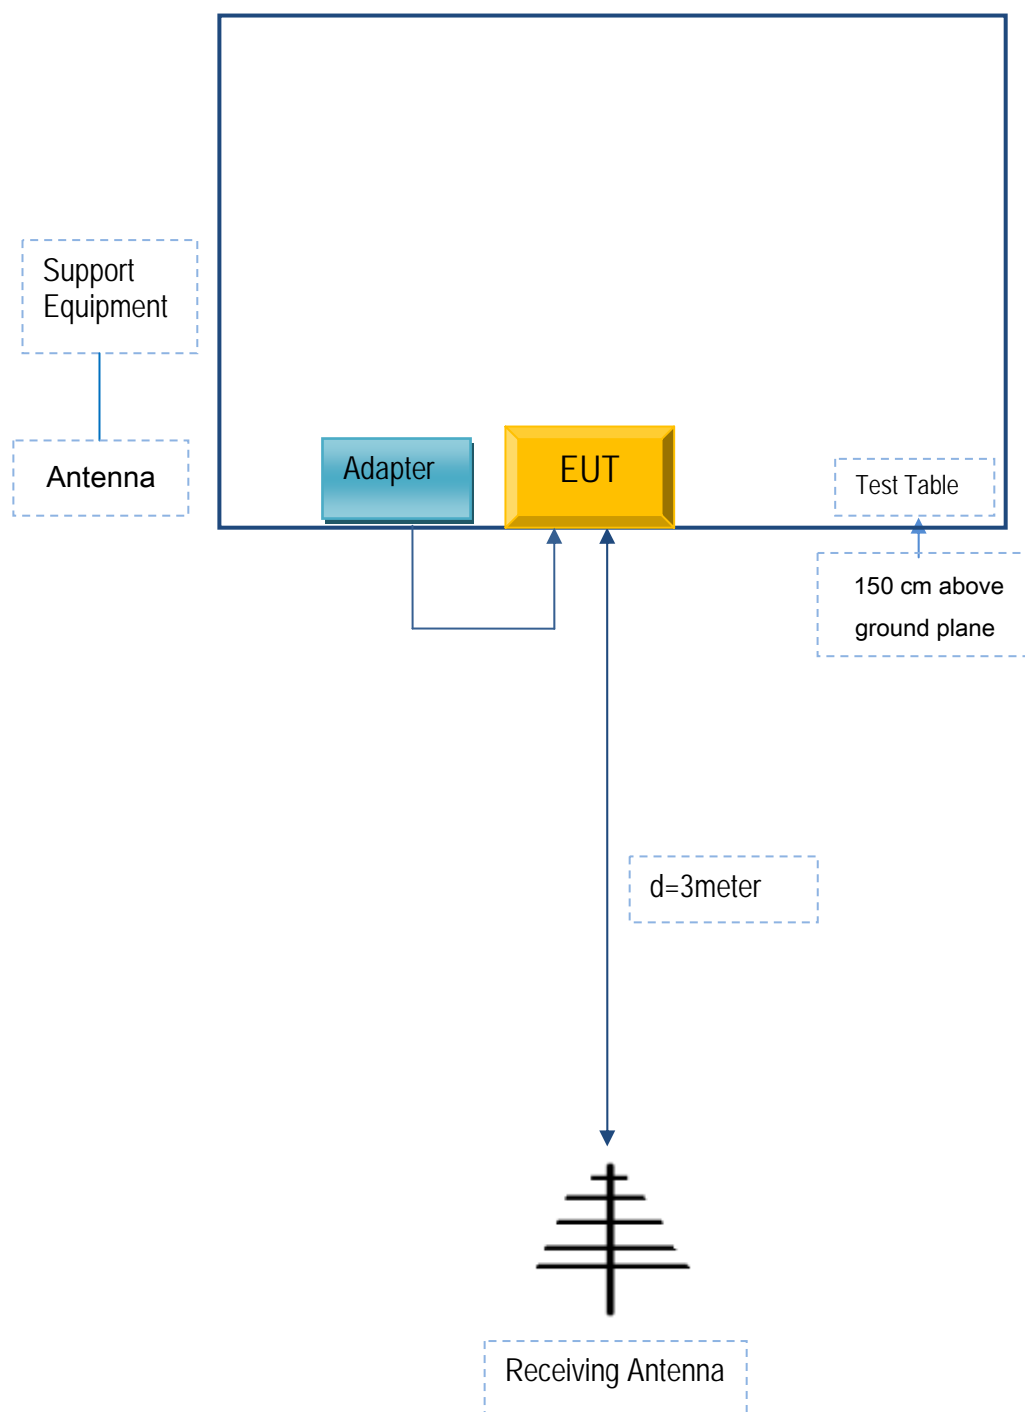 Support
Equipment
Antenna
Adapter
EUT
Test Table
150 cm above
ground plane
d=3meter
Receiving Antenna